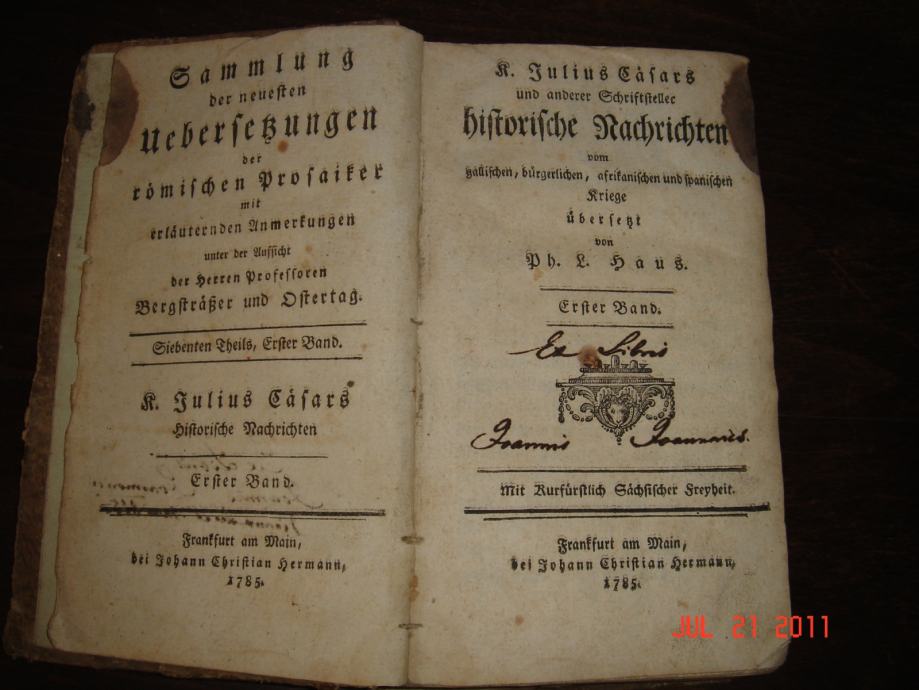 Sammlung
der neuesten
Uebersetzungen
der
römischen Prosaiker
mit
erläuternden Anmerkungen
unter der Aufsicht
der Herren Professoren
Bergsträßer und Ostertag.
Siebenten Theils, Erster Band.
K. Julius Cäsars
Historische Nachrichten
Erster Band.
Frankfurt am Main,
bei Johann Christian Hermann,
1785.
K. Julius Cäsars
und anderer Schriftsteller
historische Nachrichten
vom
gallischen, bürgerlichen, afrikanischen und spanischen
Kriege
übersetzt
von
Ph. L. Haus.
Erster Band.
Ex Libris
Joannis
Mit Kurfürstlich Sächsischer Freyheit.
Frankfurt am Main,
bei Johann Christian Hermann,
1785.
JUL 21 2011